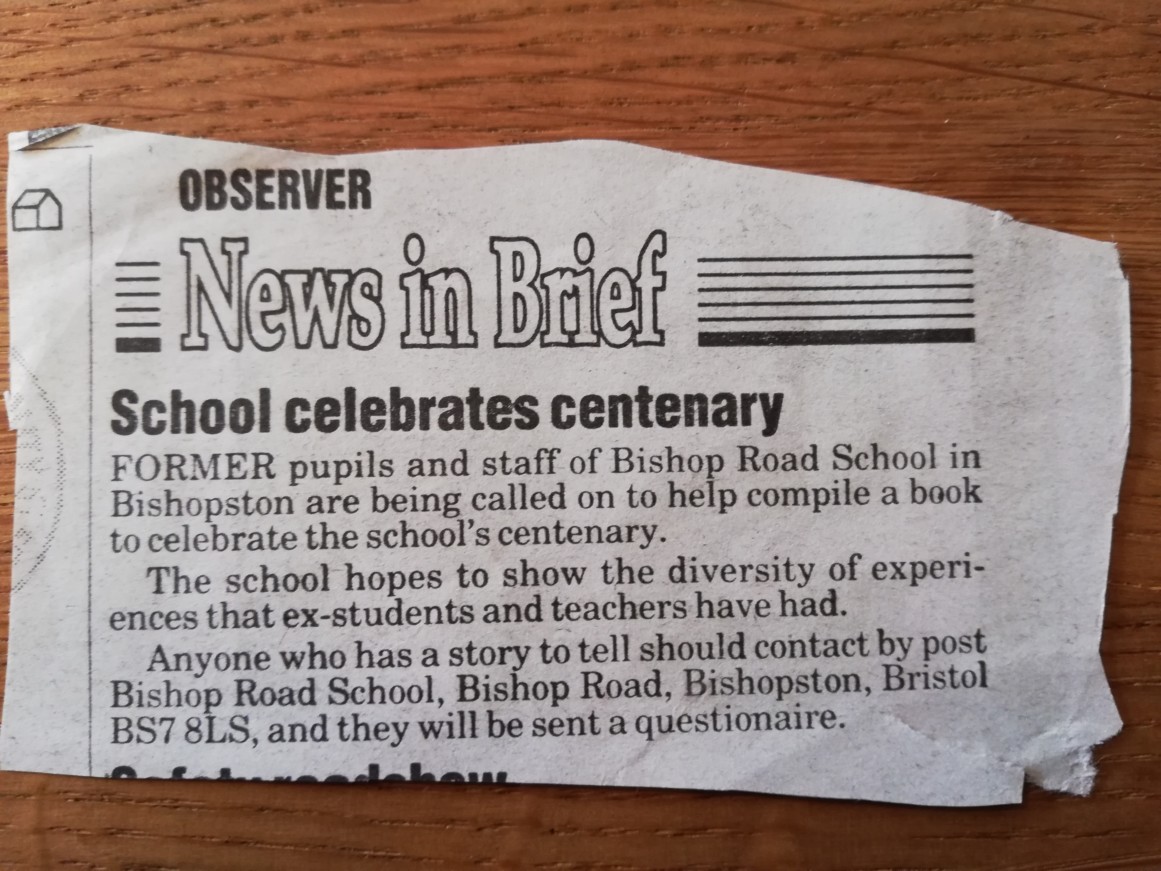 OBSERVER
News in Brief
School celebrates centenary
FORMER pupils and staff of Bishop Road School in
Bishopston are being called on to help compile a book
to celebrate the school's centenary.
The school hopes to show the diversity of experi-
ences that ex-students and teachers have had.
Anyone who has a story to tell should contact by post
Bishop Road School, Bishop Road, Bishopston, Bristol
BS7 8LS, and they will be sent a questionaire.
Safety roadshow